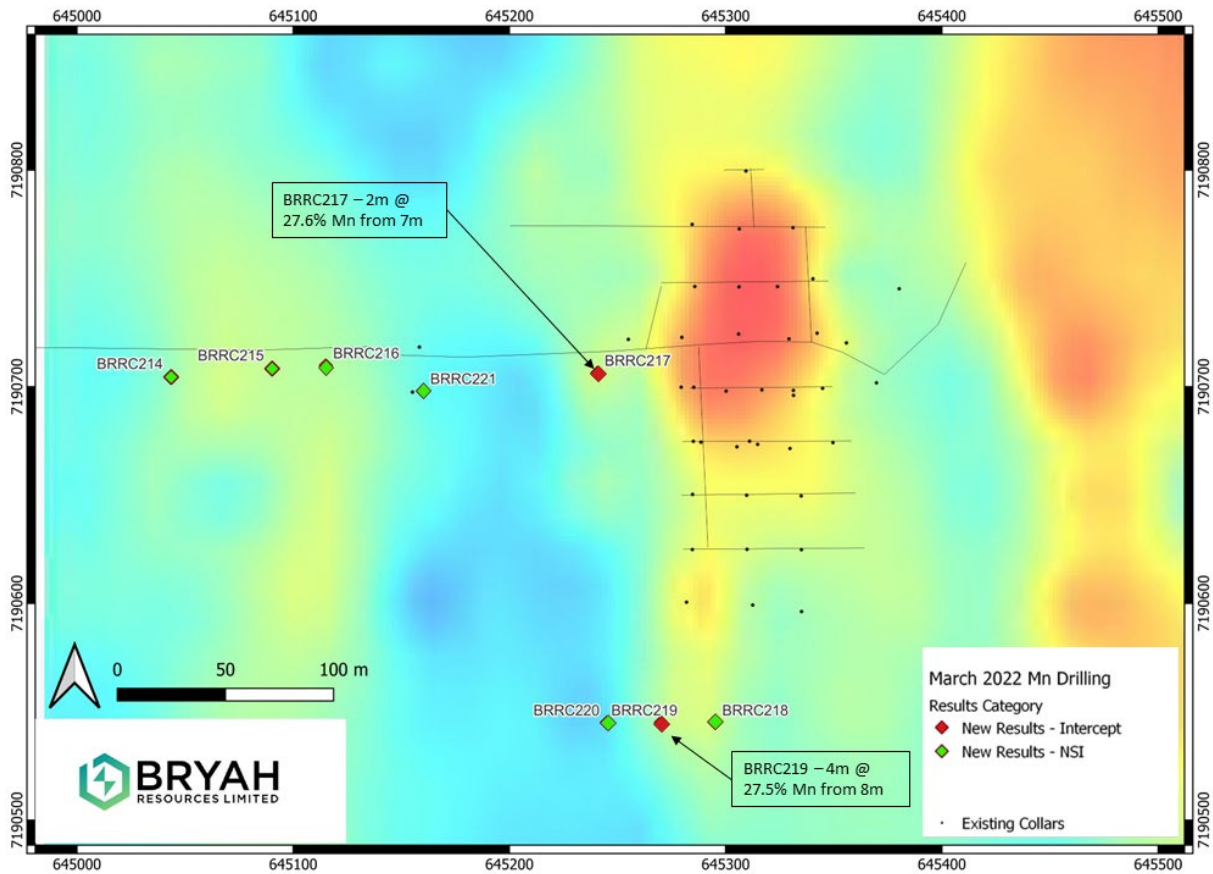 645000 645100 645200 645300 645400 645500
7190800
7190800
BRRC217 – 2m @
27.6% Mn from 7m
BRRC214
BRRC215
BRRC216
BRRC221
BRRC217
7190700
7190700
7190600
7190600
0 50 100 m
BRRC220
BRRC219
BRRC218
BRRC219 – 4m @
27.5% Mn from 8m
March 2022 Mn Drilling
Results Category
New Results - Intercept
New Results - NSI
Existing Collars
BRYAH
RESOURCES LIMITED
7190500
7190500
645000 645100 645200 645300 645400 645500